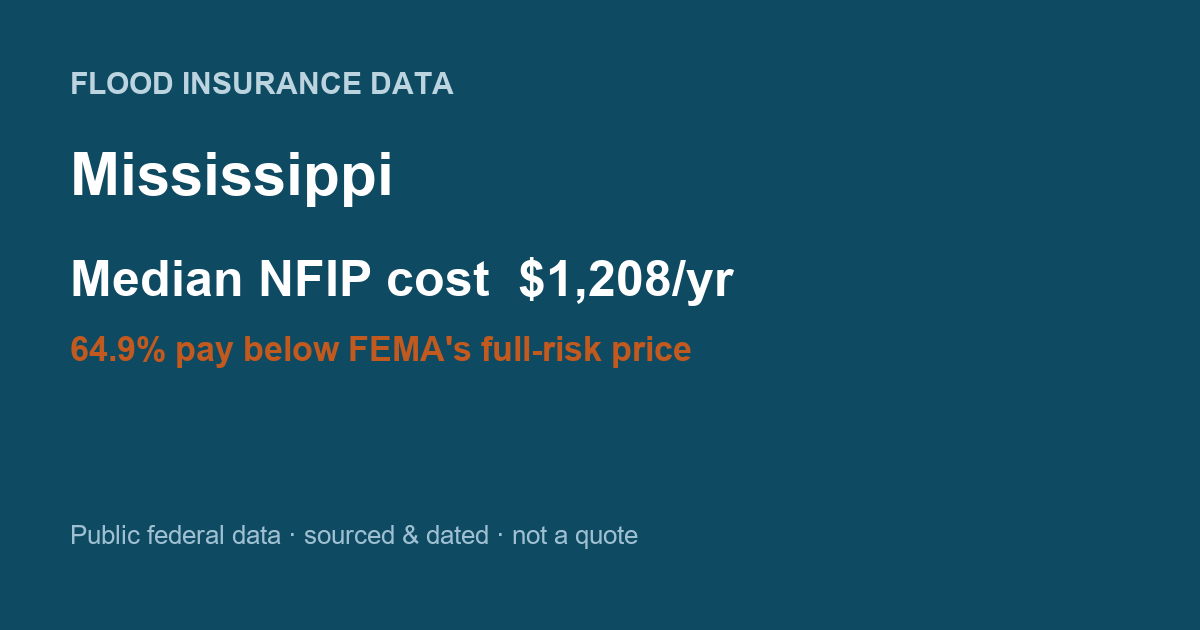 FLOOD INSURANCE DATA
Mississippi
Median NFIP cost  $1,208/yr
64.9% pay below FEMA's full-risk price
Public federal data · sourced & dated · not a quote